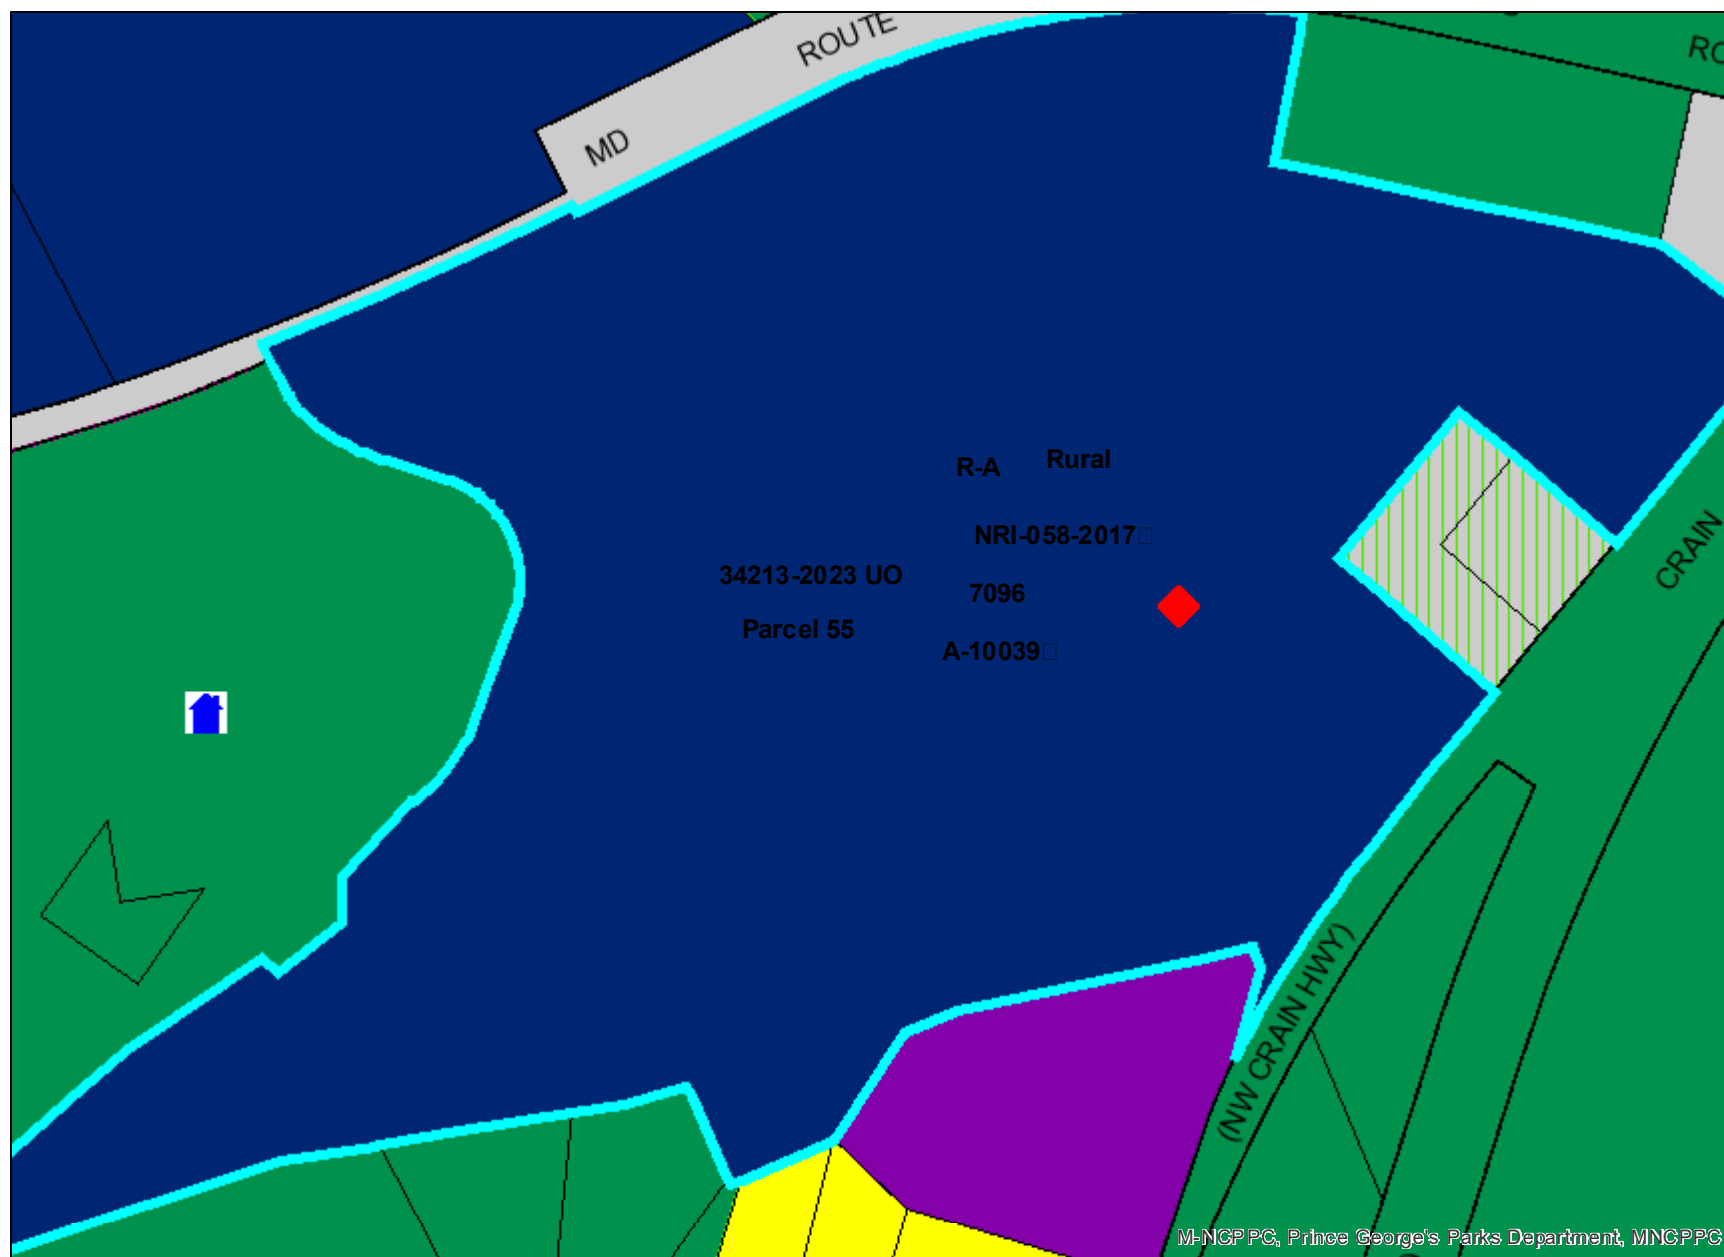 MD ROUTE
RO
R-A Rural
NRI-058-2017
34213-2023 UO
7096
Parcel 55
A-10039
CRAIN
(NW CRAIN HWY)
M-NCPPC, Prince George's Parks Department, MNCPPC